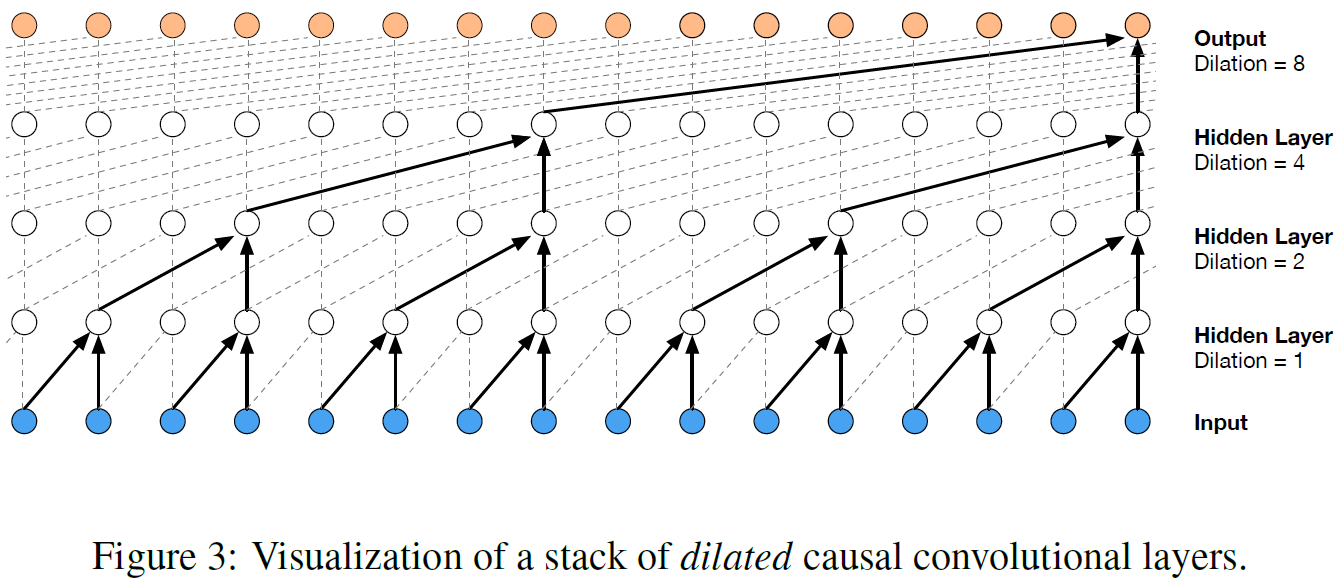 Output
Dilation = 8
Hidden Layer
Dilation = 4
Hidden Layer
Dilation = 2
Hidden Layer
Dilation = 1
Input
Figure 3: Visualization of a stack of dilated causal convolutional layers.